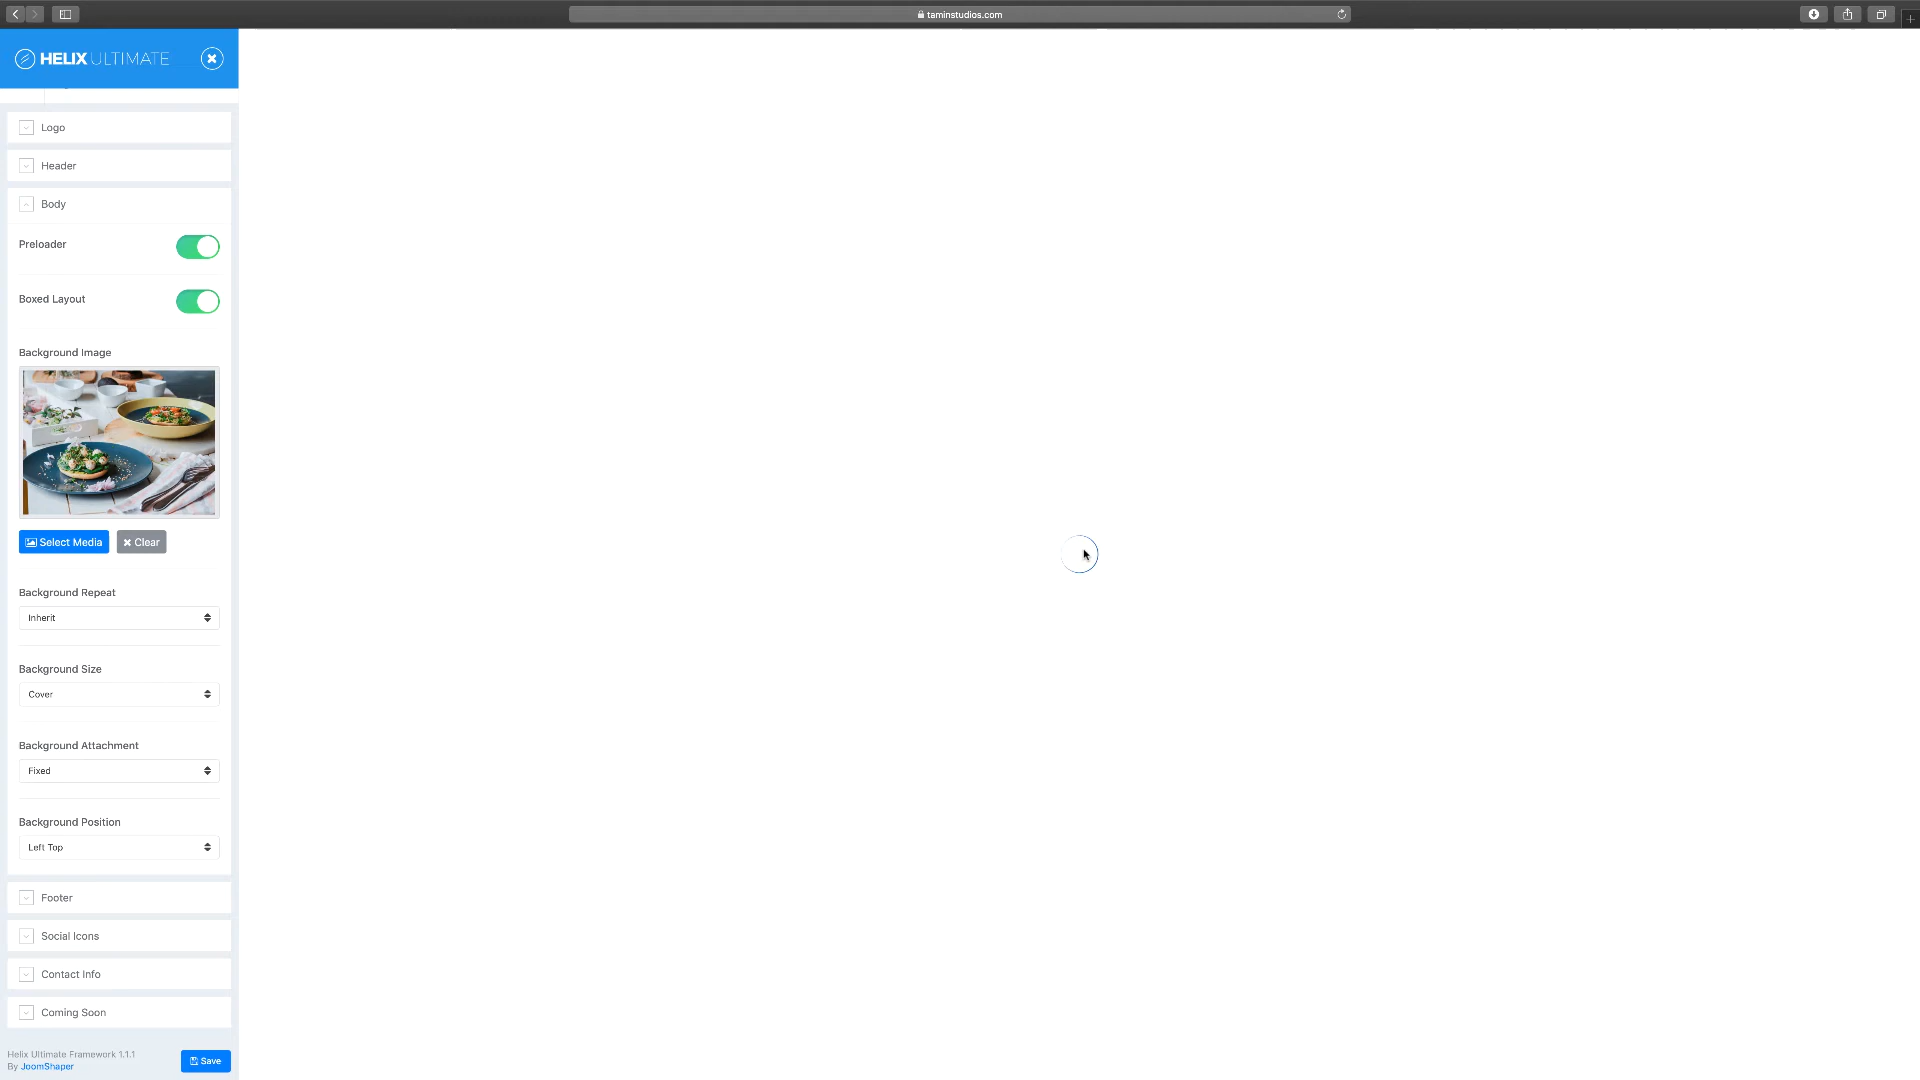 taminstudios.com
HELIX ULTIMATE
Logo
Header
Body
Preloader
Boxed Layout
Background Image
Select Media
Clear
Background Repeat
Inherit
Background Size
Cover
Background Attachment
Fixed
Background Position
Left Top
Footer
Social Icons
Contact Info
Coming Soon
Helix Ultimate Framework 1.1.1
By JoomShaper
Save